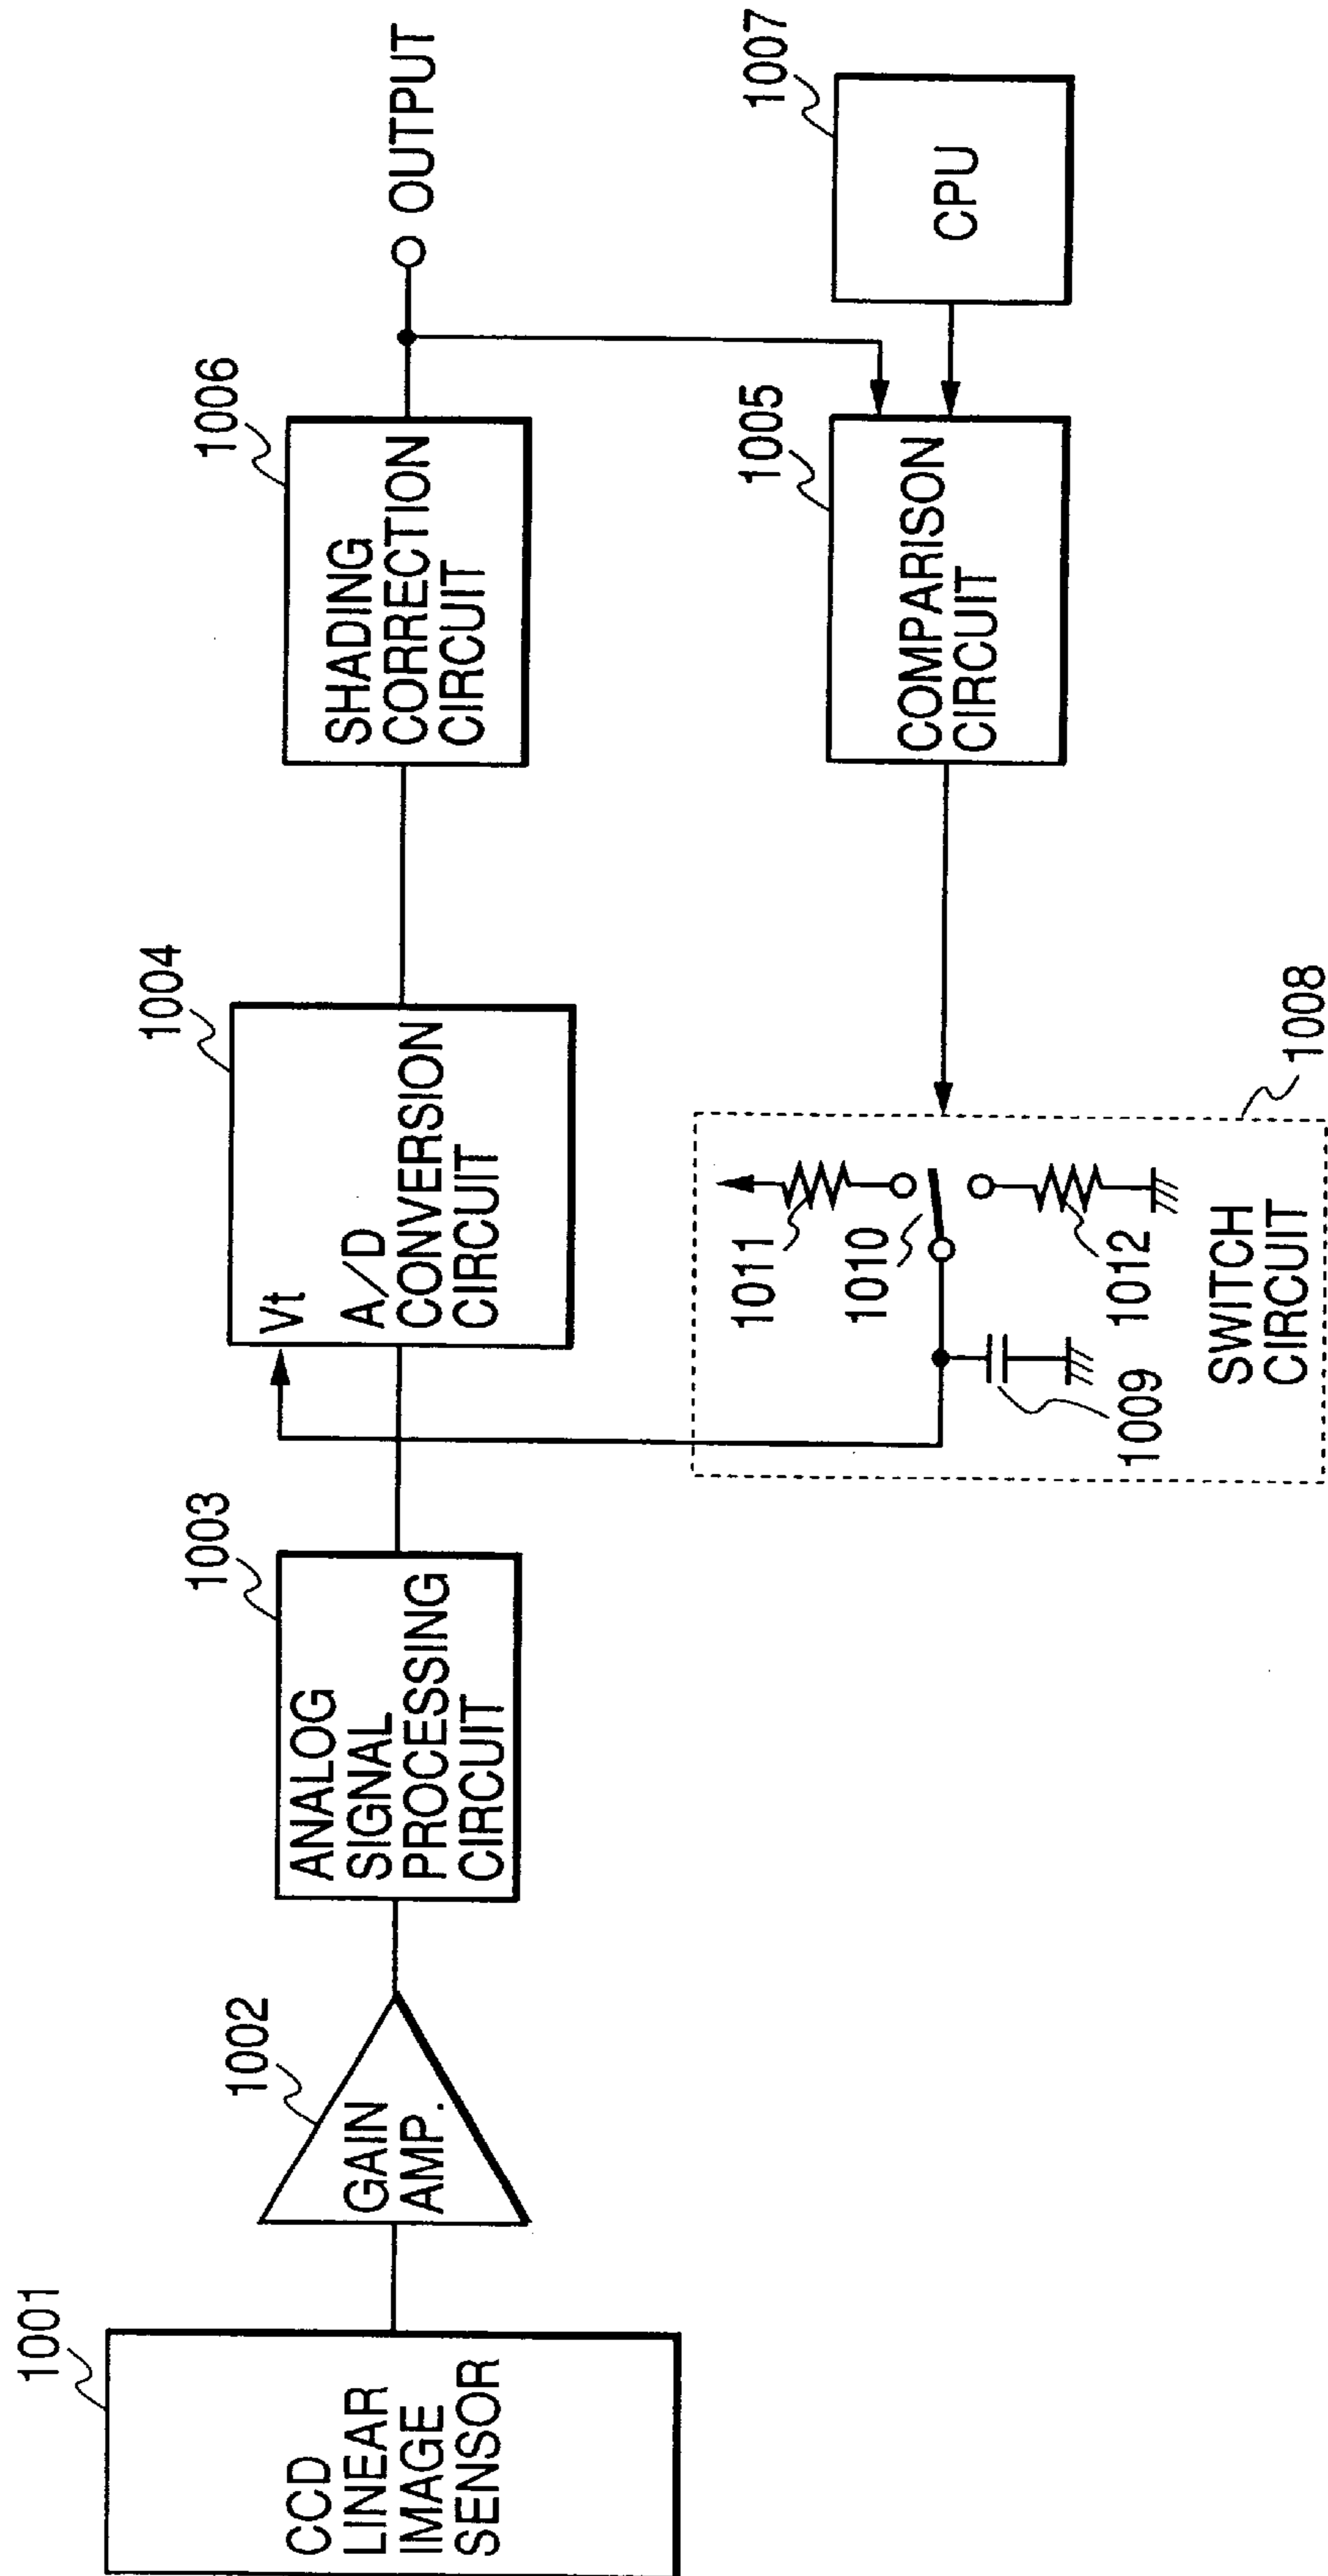 1001
CCD
LINEAR
IMAGE
SENSOR
1002
GAIN
AMP.
1003
ANALOG
SIGNAL
PROCESSING
CIRCUIT
1004
Vt
A/D
CONVERSION
CIRCUIT
1006
SHADING
CORRECTION
CIRCUIT
OUTPUT
1011
1010
1012
1009
SWITCH
CIRCUIT
1008
1005
COMPARISON
CIRCUIT
1007
CPU